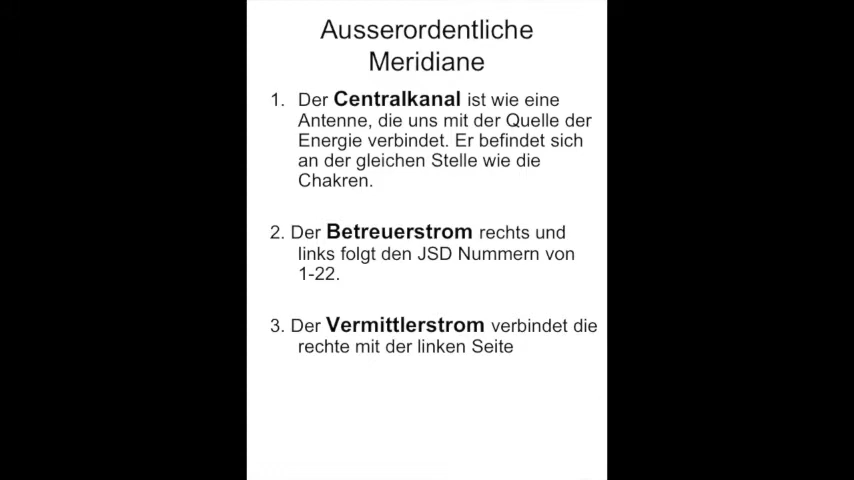 Ausserordentliche
Meridiane
1. Der Centralkanal ist wie eine
Antenne, die uns mit der Quelle der
Energie verbindet. Er befindet sich
an der gleichen Stelle wie die
Chakren.
2. Der Betreuerstrom rechts und
links folgt den JSD Nummern von
1-22.
3. Der Vermittlerstrom verbindet die
rechte mit der linken Seite